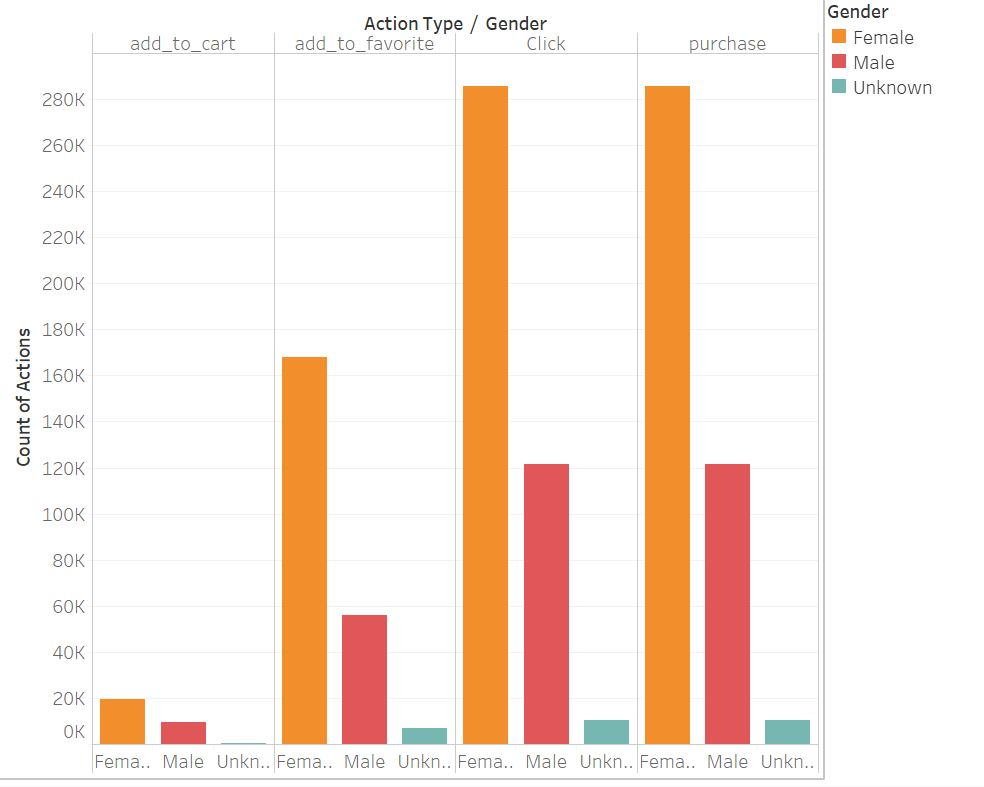 Action Type / Gender
add_to_cart add_to_favorite Click purchase
280K
260K
240K
220K
200K
180K
160K
140K
120K
100K
80K
60K
40K
20K
0K
Count of Actions
Fema.. Male Unkn.. Fema.. Male Unkn.. Fema.. Male Unkn.. Fema.. Male Unkn..
Gender
Female
Male
Unknown